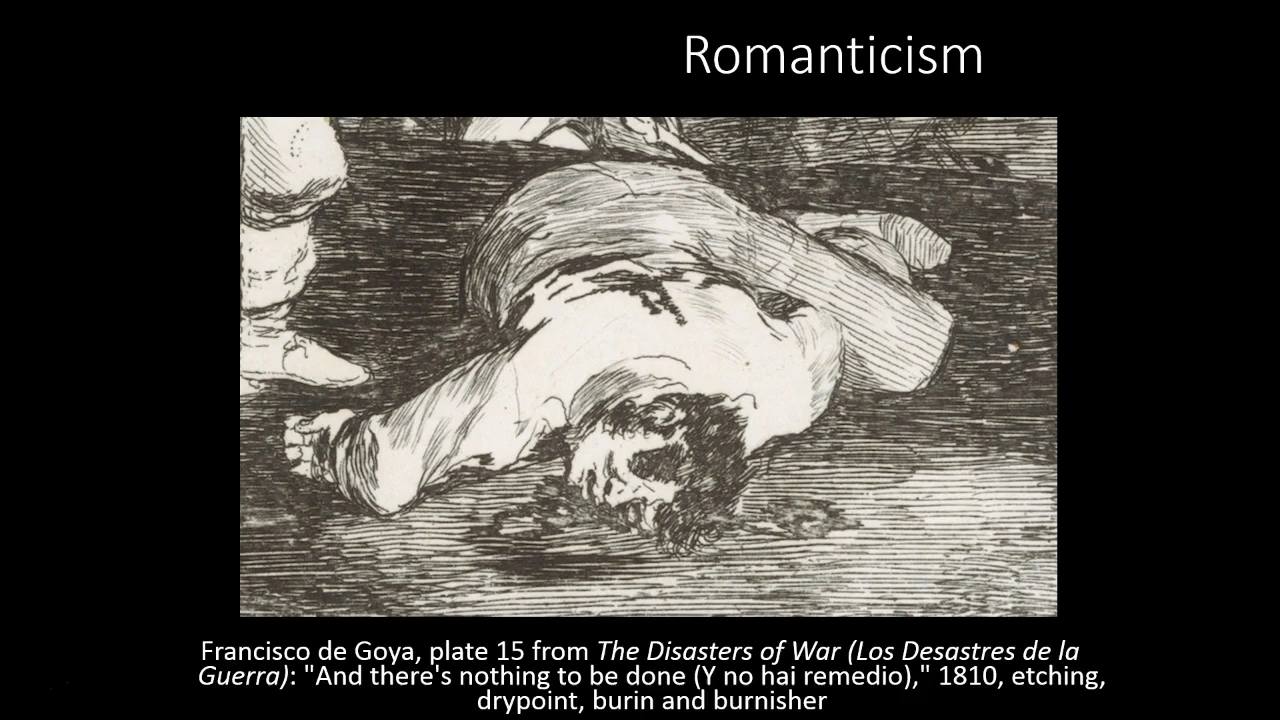 Romanticism
Francisco de Goya, plate 15 from The Disasters of War (Los Desastres de la
Guerra): "And there's nothing to be done (Y no hai remedio)," 1810, etching,
drypoint, burin and burnisher